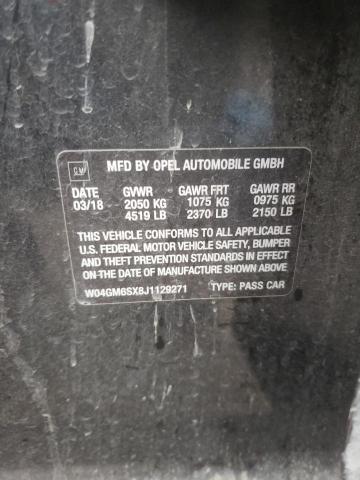 GM MFD BY OPEL AUTOMOBILE GMBH
DATE GVWR GAWR FRT GAWR RR
03/18 2050 KG 1075 KG 0975 KG
4519 LB 2370 LB 2150 LB
THIS VEHICLE CONFORMS TO ALL APPLICABLE
U.S. FEDERAL MOTOR VEHICLE SAFETY, BUMPER
AND THEFT PREVENTION STANDARDS IN EFFECT
ON THE DATE OF MANUFACTURE SHOWN ABOVE
W04GM6SX8J1129271 TYPE: PASS CAR